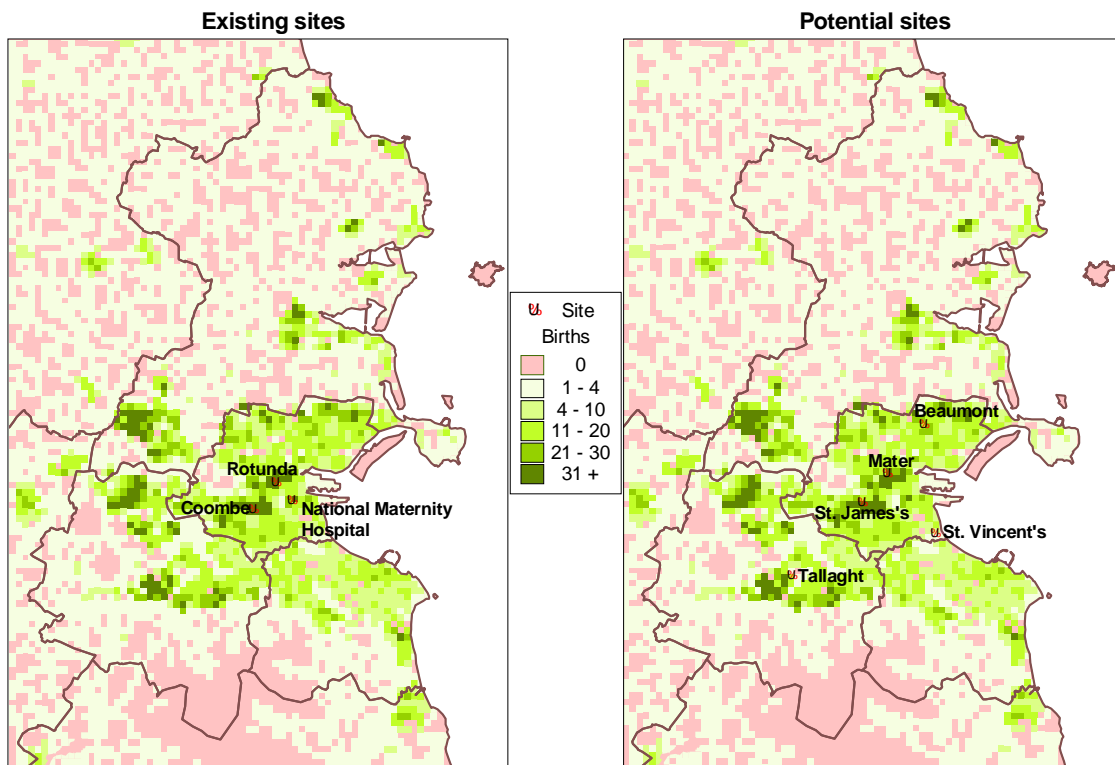 Existing sites
Potential sites
Rotunda
Coombe
National Maternity
Hospital
Site
Births
0
1 - 4
4 - 10
11 - 20
21 - 30
31 +
Beaumont
Mater
St. James's
St. Vincent's
Tallaght